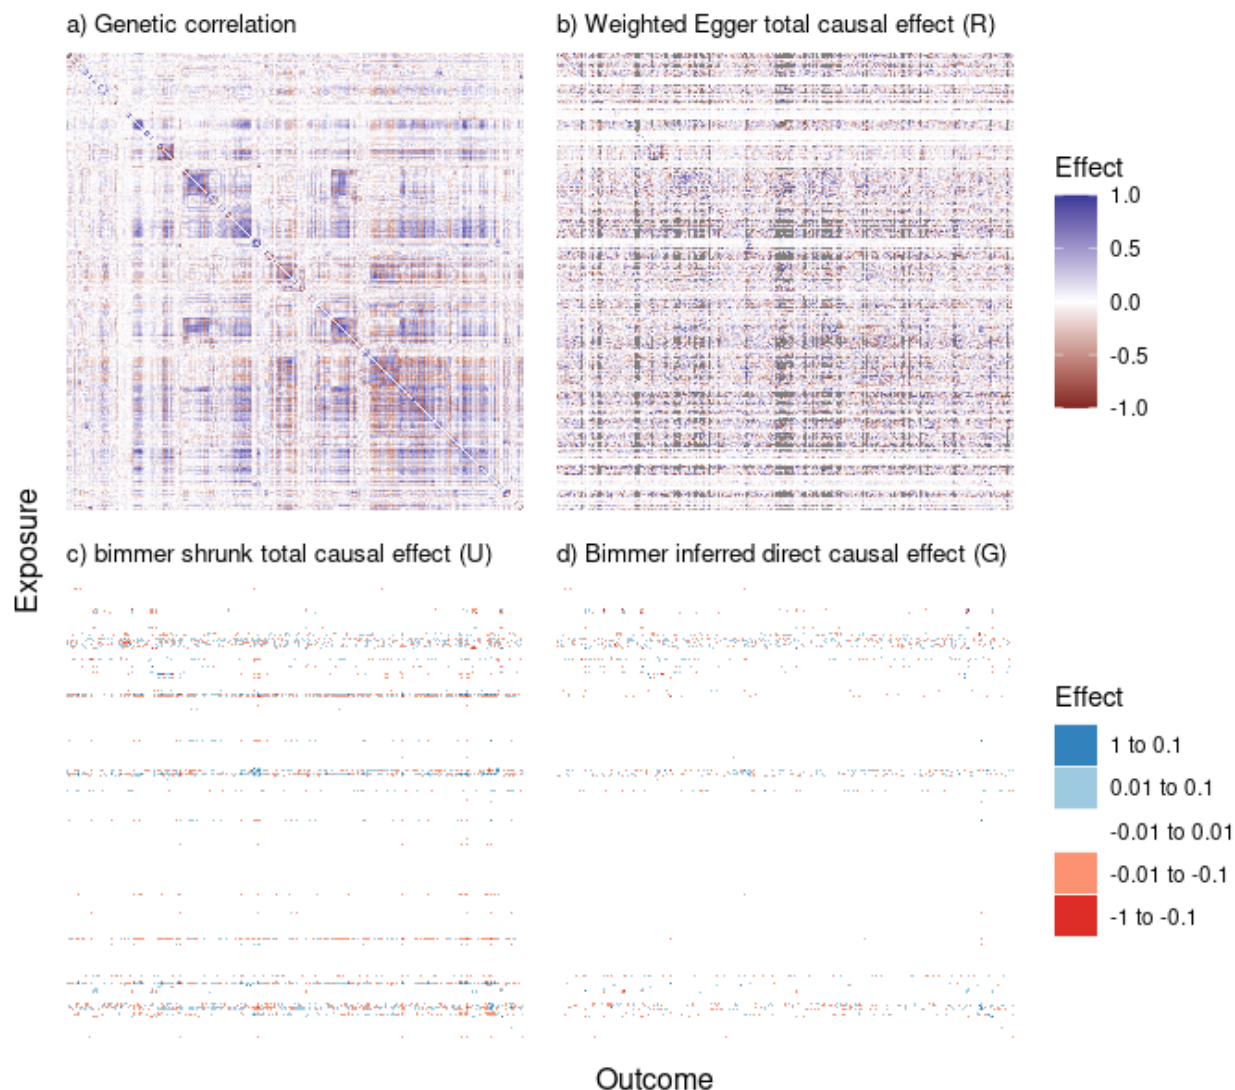 a) Genetic correlation
b) Weighted Egger total causal effect (R)
Effect
1.0
0.5
0.0
-0.5
-1.0
Exposure
c) bimmer shrunk total causal effect (U)
d) Bimmer inferred direct causal effect (G)
Effect
1 to 0.1
0.01 to 0.1
-0.01 to 0.01
-0.01 to -0.1
-1 to -0.1
Outcome